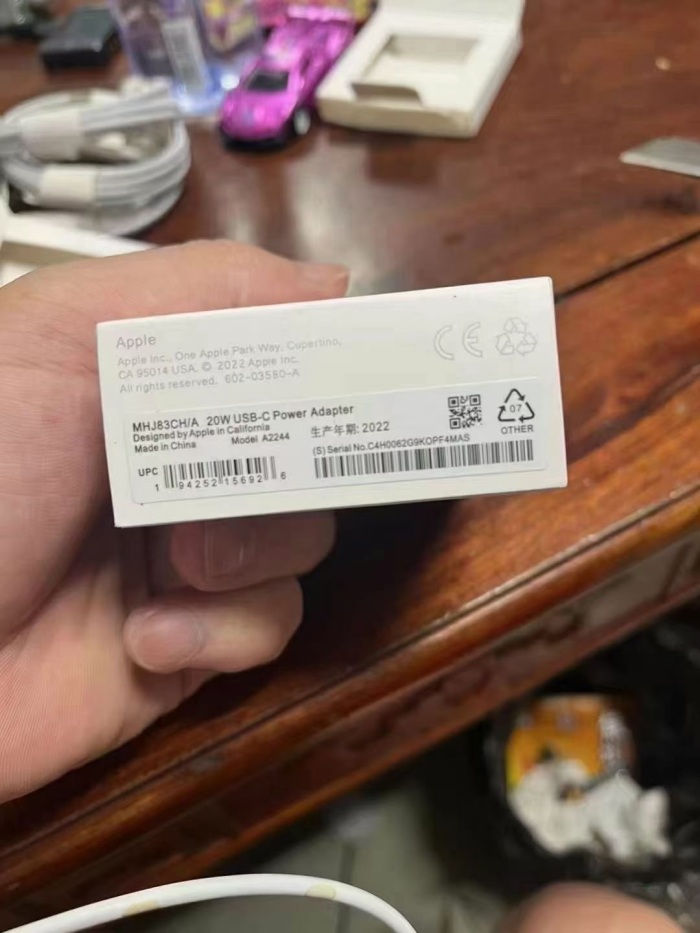 Apple
Apple Inc., One Apple Park Way, Cupertino,
CA 95014 USA. © 2022 Apple Inc.
All rights reserved. 602-03580-A
MHJ83CH/A 20W USB-C Power Adapter
Designed by Apple in California
Made in China Model A2244
生产年期: 2022
07
OTHER
(S) Serial No.C4H0062G9KOPF4MAS
UPC
1 94252 15692 6